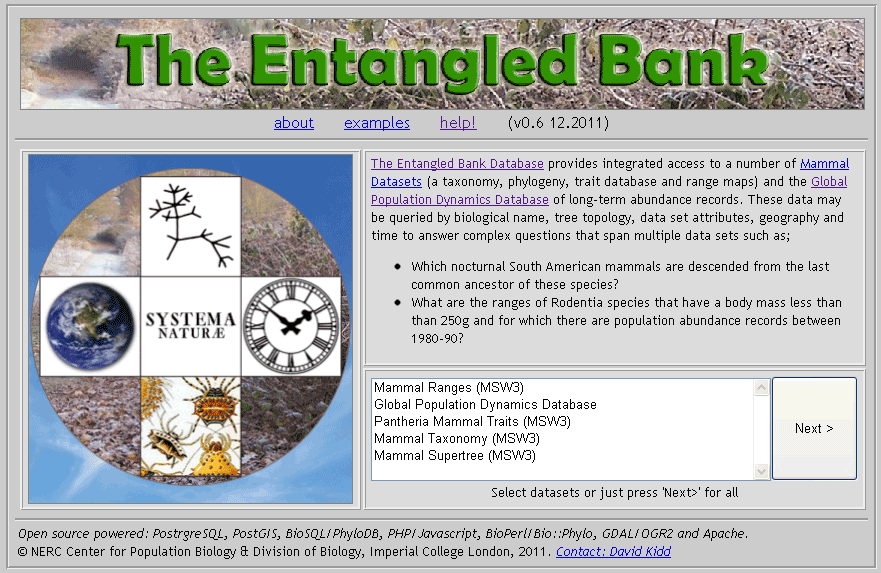 The Entangled Bank
about examples help! (v0.6 12.2011)
SYSTEMA
NATURÆ
The Entangled Bank Database provides integrated access to a number of Mammal
Datasets (a taxonomy, phylogeny, trait database and range maps) and the Global
Population Dynamics Database of long-term abundance records. These data may
be queried by biological name, tree topology, data set attributes, geography and
time to answer complex questions that span multiple data sets such as;
• Which nocturnal South American mammals are descended from the last
common ancestor of these species?
• What are the ranges of Rodentia species that have a body mass less than
than 250g and for which there are population abundance records between
1980-90?
Mammal Ranges (MSW3)
Global Population Dynamics Database
Pantheria Mammal Traits (MSW3)
Mammal Taxonomy (MSW3)
Mammal Supertree (MSW3)
Next >
Select datasets or just press 'Next>' for all
Open source powered: PostrgreSQL, PostGIS, BioSQL/PhyloDB, PHP/Javascript, BioPerl/Bio::Phylo, GDAL/OGR2 and Apache.
© NERC Center for Population Biology & Division of Biology, Imperial College London, 2011. Contact: David Kidd